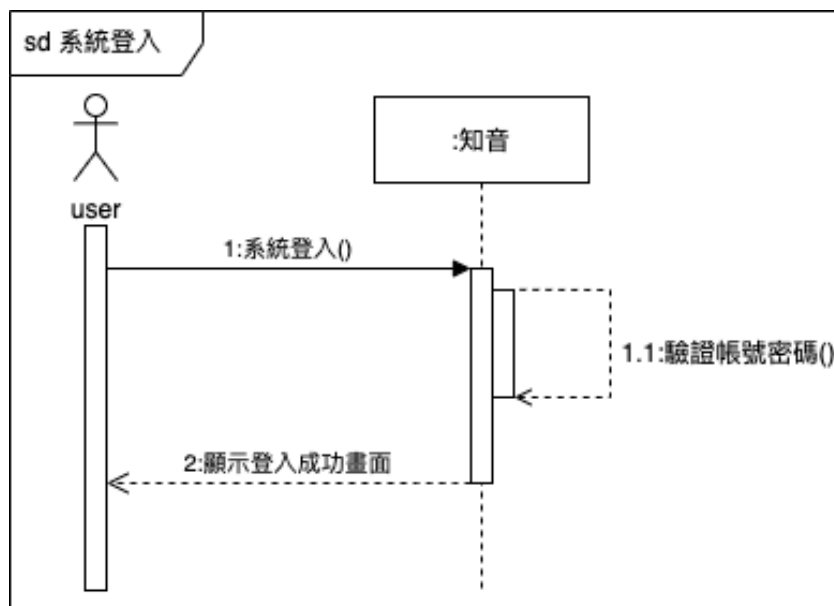 sd 系統登入
:知音
user
1:系統登入()
1.1:驗證帳號密碼()
2:顯示登入成功畫面